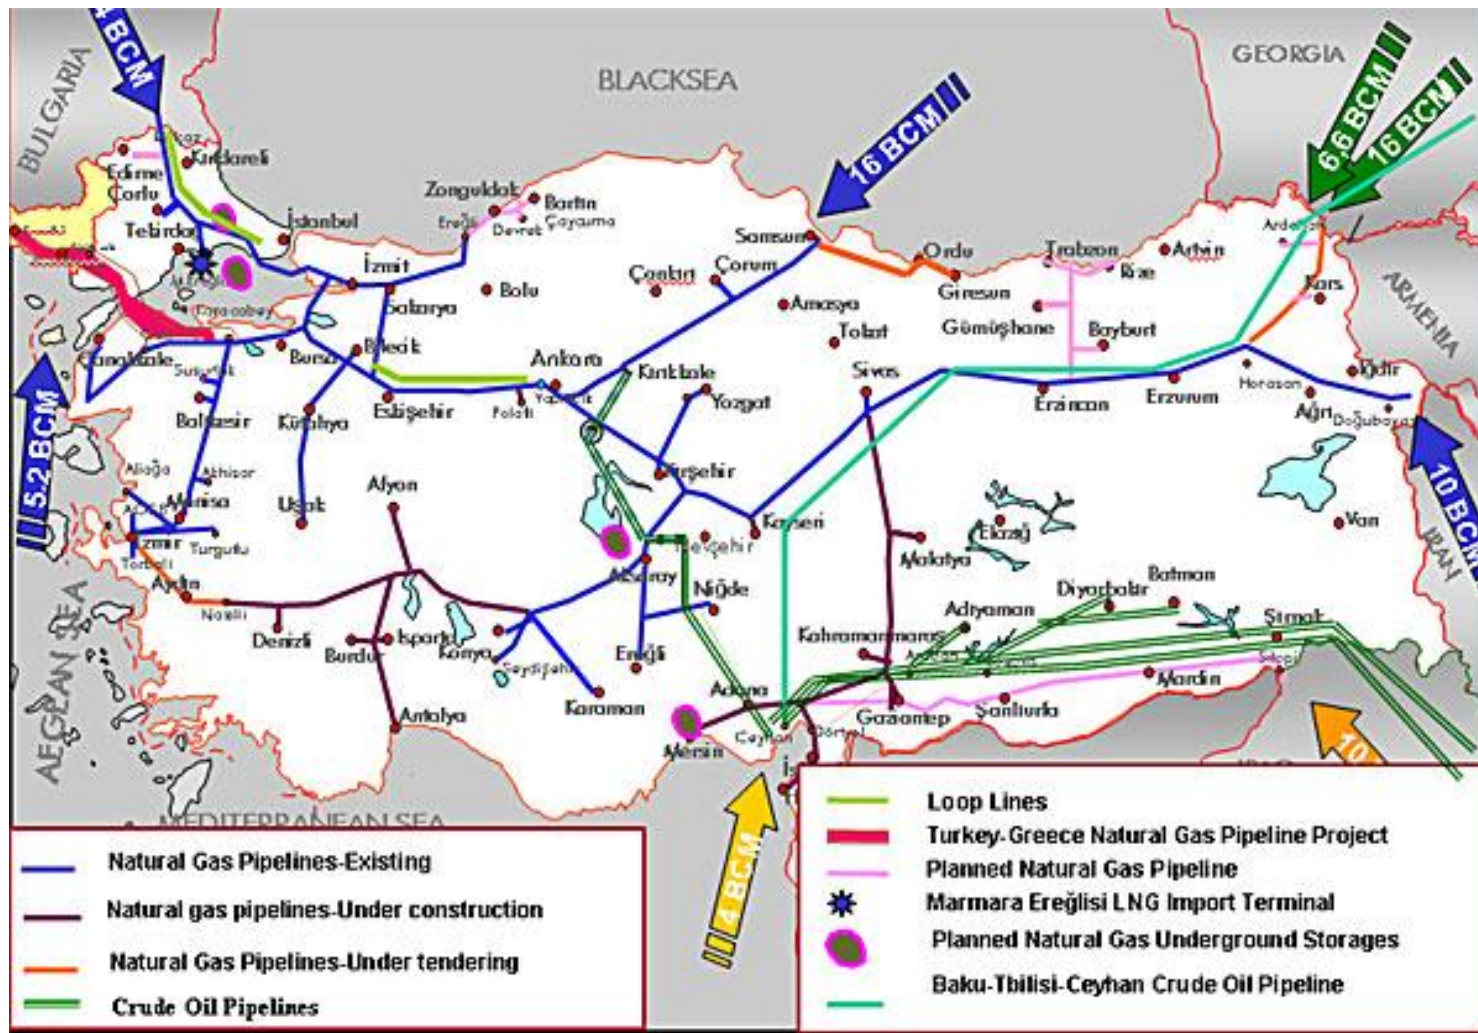 4 BCM
BULGARIA
BLACKSEA
GEORGIA
16 BCM
6,6 BCM
16 BCM
Kırklareli
Edirne
Çorlu
Tekirdağ
İstanbul
Zonguldak
Bartın
Ereğli
Devrek
Çaycuma
Samsun
Ordu
Giresun
Trabzon
Rize
Artvin
Ardahan
Kars
ARMENIA
İzmit
Sakarya
Bolu
Çankırı
Çorum
Amasya
Tokat
Gümüşhane
Bayburt
Karacabey
Çanakkale
Bursa
Bilecik
Ankara
Kırıkkale
Sivas
Erzincan
Erzurum
Horasan
Iğdır
Ağrı
Susurluk
Balıkesir
Kütahya
Eskişehir
Polatlı
Yozgat
5.2 BCM
Aliağa
Akhisar
Manisa
Uşak
Afyon
Kırşehir
Kayseri
Nevşehir
Malatya
Elazığ
Van
10 BCM
IRAN
İzmir
Turgutlu
Torbalı
Aydın
Nazilli
Denizli
Burdur
Isparta
Konya
Seydişehir
Aksaray
Niğde
Ereğli
Karaman
Kahramanmaraş
Adıyaman
Diyarbakır
Batman
Şırnak
AEGEAN SEA
Antalya
Adana
Mersin
Ceyhan
Dörtyol
Gaziantep
Şanlıurfa
Mardin
MEDITERRANEAN SEA
4 BCM
Natural Gas Pipelines-Existing
Natural gas pipelines-Under construction
Natural Gas Pipelines-Under tendering
Crude Oil Pipelines
Loop Lines
Turkey-Greece Natural Gas Pipeline Project
Planned Natural Gas Pipeline
Marmara Ereğlisi LNG Import Terminal
Planned Natural Gas Underground Storages
Baku-Tbilisi-Ceyhan Crude Oil Pipeline